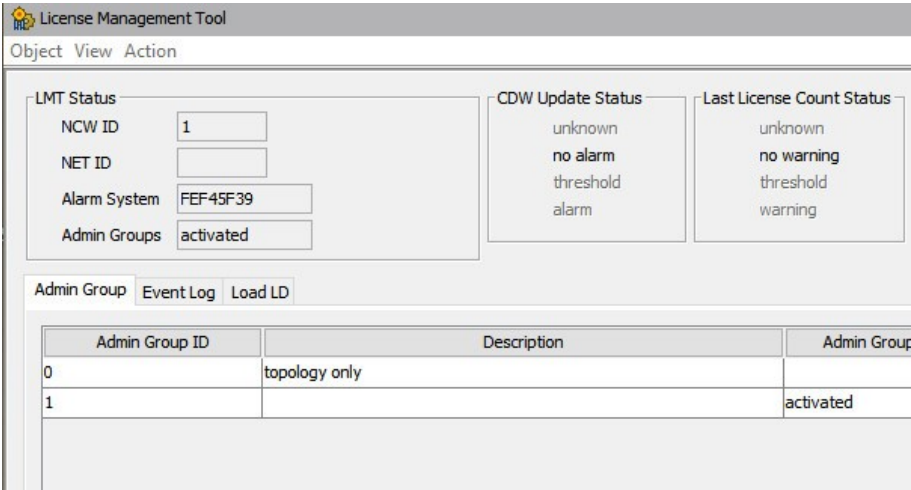 License Management Tool
Object View Action
LMT Status
NCW ID 1
NET ID
Alarm System FEF45F39
Admin Groups activated
CDW Update Status
unknown
no alarm
threshold
alarm
Last License Count Status
unknown
no warning
threshold
warning
Admin Group Event Log Load LD
Admin Group ID Description Admin Group
0 topology only
1 activated